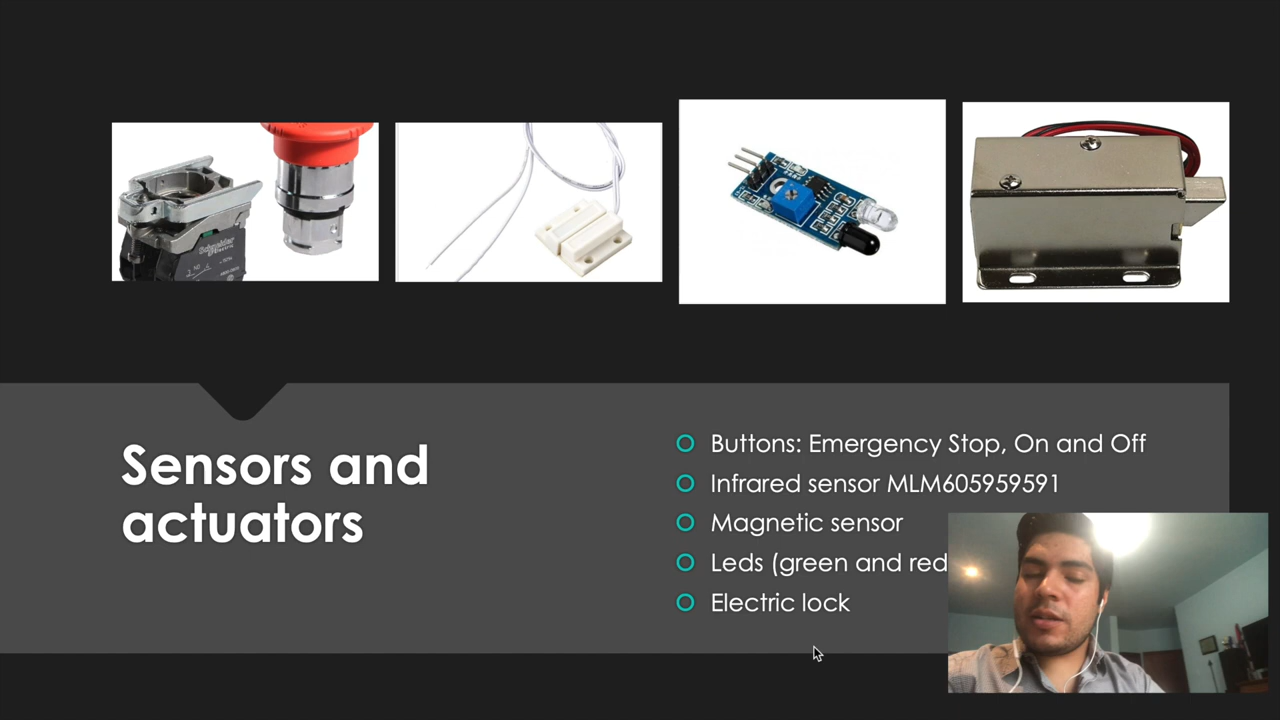 Schneider
Sensors and
actuators
Buttons: Emergency Stop, On and Off
Infrared sensor MLM605959591
Magnetic sensor
Leds (green and red
Electric lock